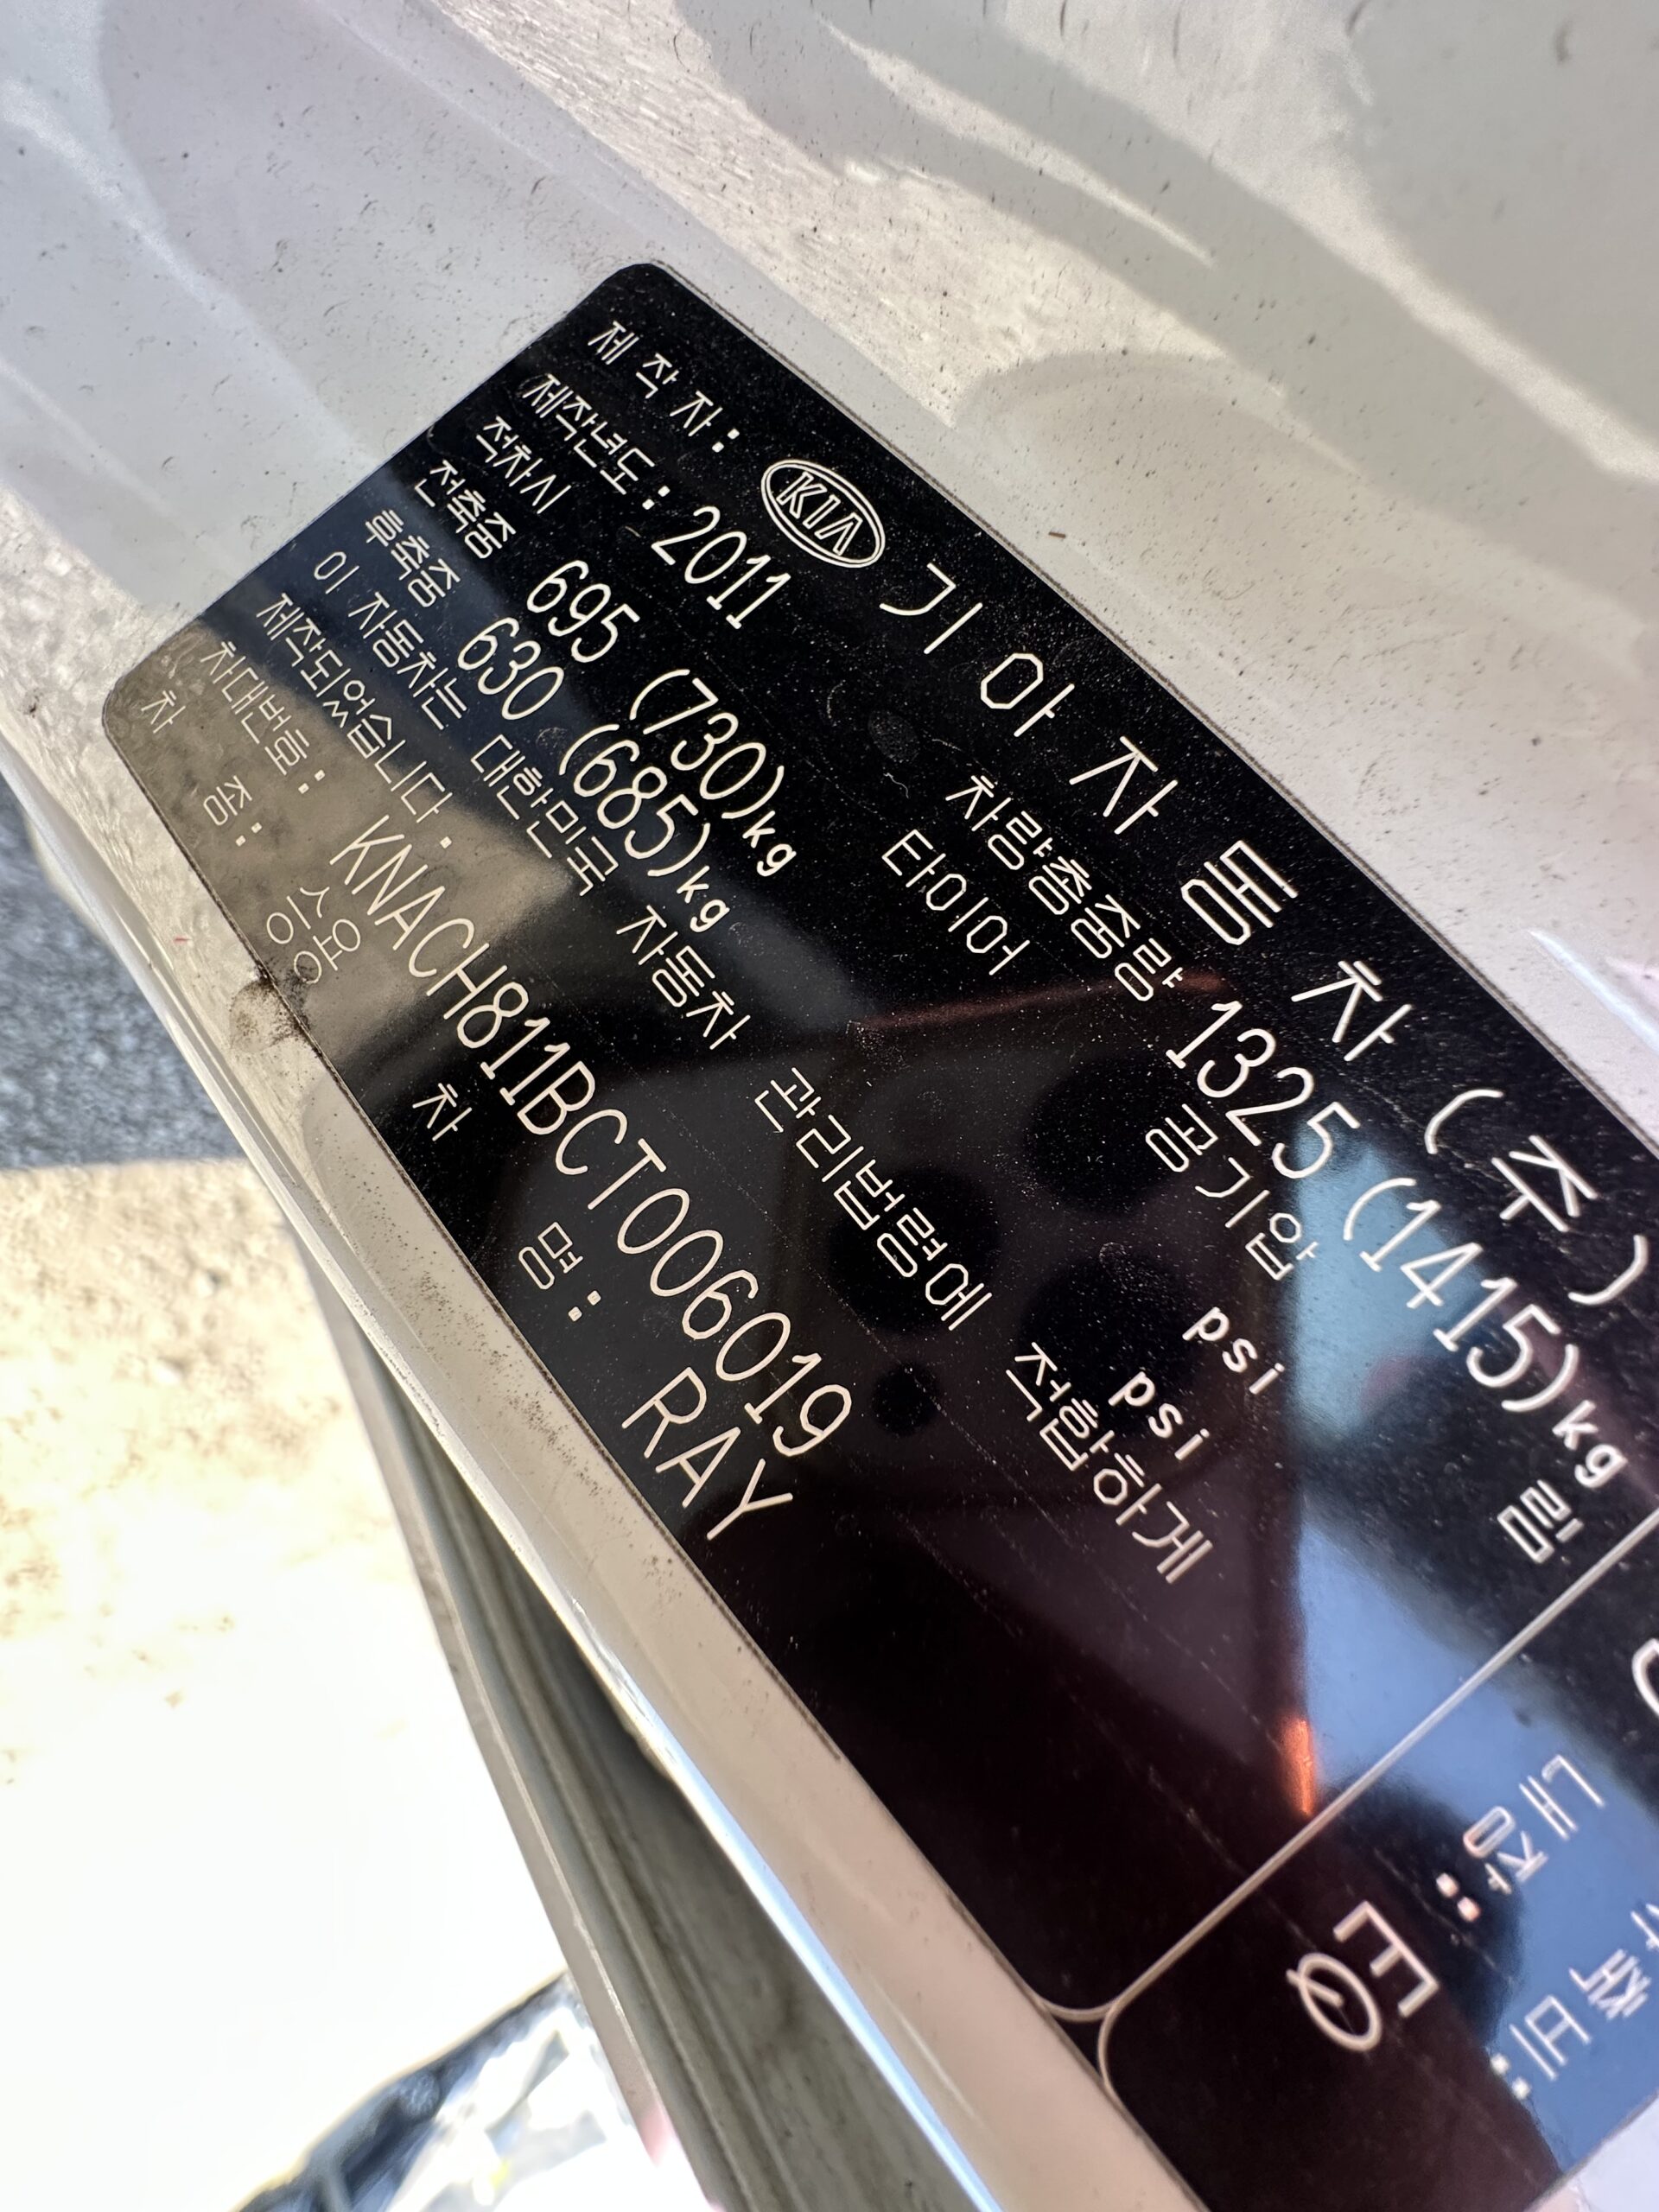 제 작 자: KIA 기 아 자 동 차 (주)
제작년도: 2011 차량총중량 1325 (1415)kg
적차시 타이어 공기압 림
전축중 695 (730)kg psi
후축중 630 (685)kg psi
이 자동차는 대한민국 자동차 관리법령에 적합하게
제작되었습니다.
차대번호: KNACH811BCT006019
차 종: 승용 차 명: RAY
내장: EQ